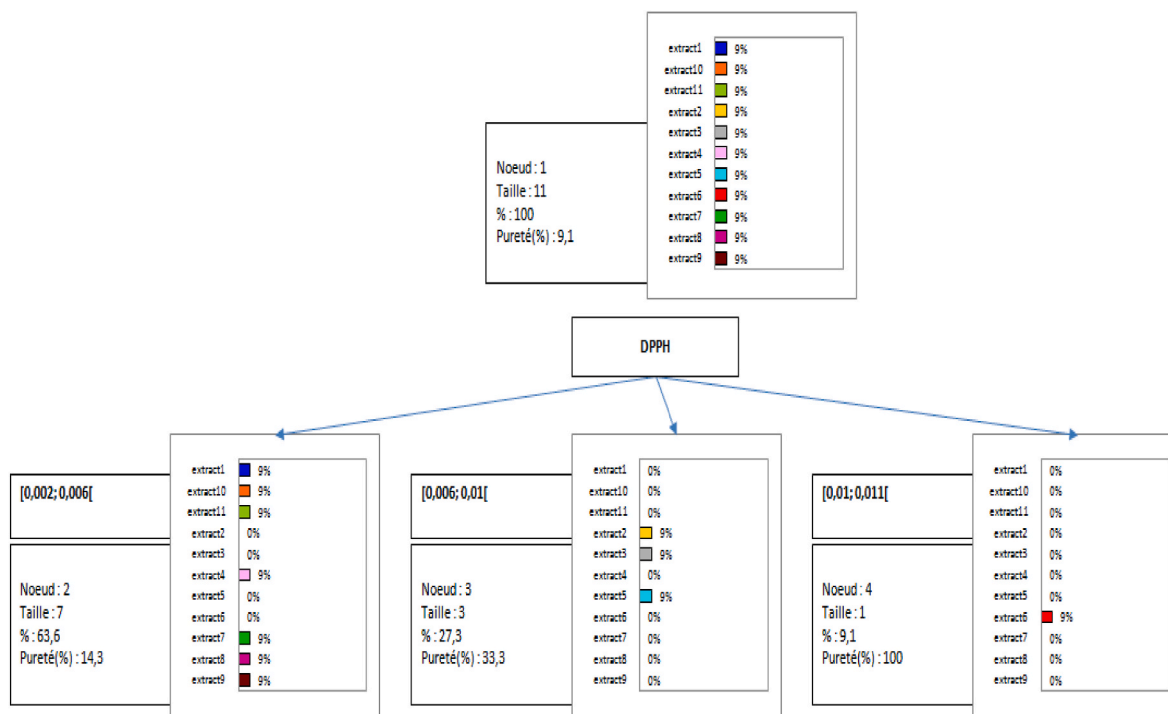 extract1 9%
extract10 9%
extract11 9%
extract2 9%
extract3 9%
extract4 9%
extract5 9%
extract6 9%
extract7 9%
extract8 9%
extract9 9%
Noeud : 1
Taille : 11
% : 100
Pureté(%) : 9,1
DPPH
[0,002; 0,006[
Noeud : 2
Taille : 7
% : 63,6
Pureté(%) : 14,3
extract1 9%
extract10 9%
extract11 9%
extract2 0%
extract3 0%
extract4 9%
extract5 0%
extract6 0%
extract7 9%
extract8 9%
extract9 9%
[0,006; 0,01[
Noeud : 3
Taille : 3
% : 27,3
Pureté(%) : 33,3
extract1 0%
extract10 0%
extract11 0%
extract2 9%
extract3 9%
extract4 0%
extract5 9%
extract6 0%
extract7 0%
extract8 0%
extract9 0%
[0,01; 0,011[
Noeud : 4
Taille : 1
% : 9,1
Pureté(%) : 100
extract1 0%
extract10 0%
extract11 0%
extract2 0%
extract3 0%
extract4 0%
extract5 0%
extract6 9%
extract7 0%
extract8 0%
extract9 0%